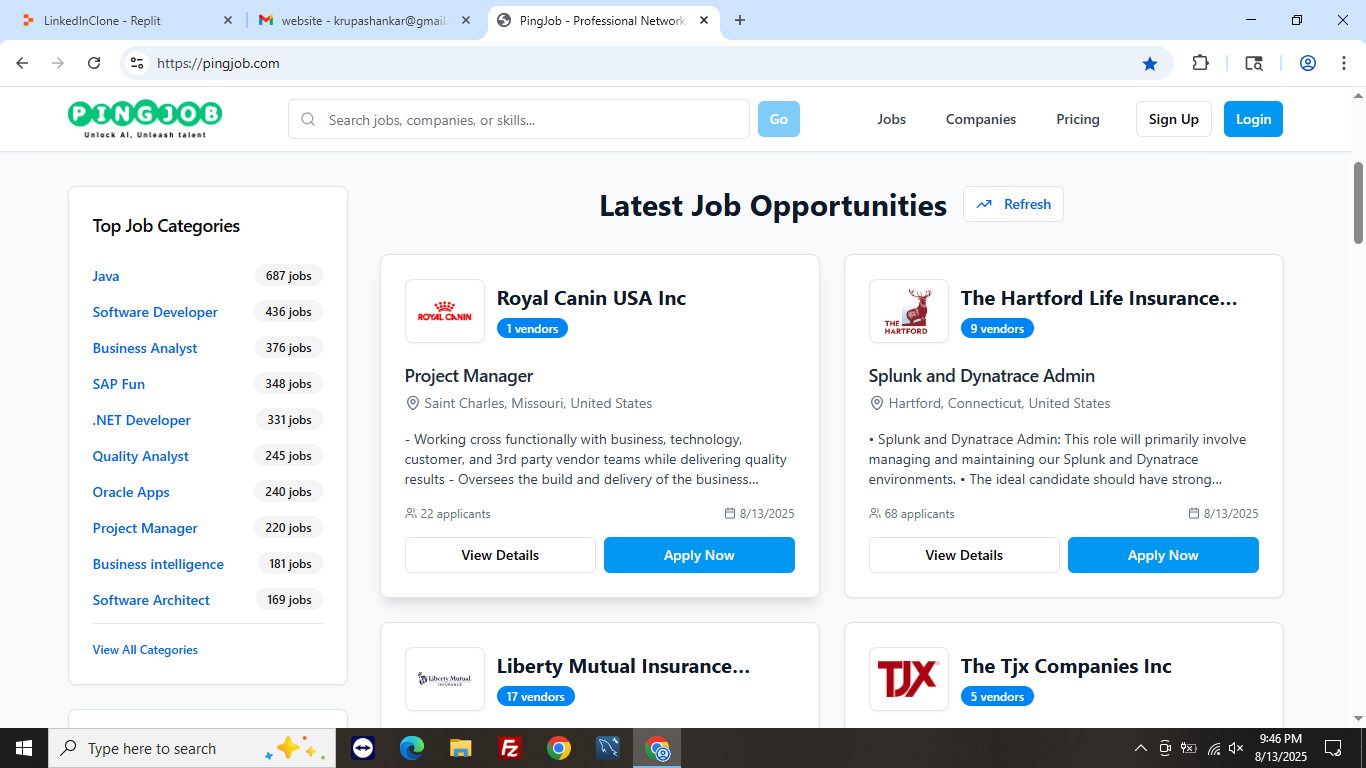 LinkedInClone - Replit
website - krupashankar@gmail.
PingJob - Professional Network
https://pingjob.com
PINGJOB
Unlock AI, Unleash talent
Search jobs, companies, or skills...
Go
Jobs
Companies
Pricing
Sign Up
Login
Top Job Categories
Java
687 jobs
Software Developer
436 jobs
Business Analyst
376 jobs
SAP Fun
348 jobs
.NET Developer
331 jobs
Quality Analyst
245 jobs
Oracle Apps
240 jobs
Project Manager
220 jobs
Business intelligence
181 jobs
Software Architect
169 jobs
View All Categories
Latest Job Opportunities
Refresh
ROYAL CANIN
Royal Canin USA Inc
1 vendors
Project Manager
Saint Charles, Missouri, United States
- Working cross functionally with business, technology,
customer, and 3rd party vendor teams while delivering quality
results - Oversees the build and delivery of the business...
22 applicants
8/13/2025
View Details
Apply Now
THE
HARTFORD
The Hartford Life Insurance...
9 vendors
Splunk and Dynatrace Admin
Hartford, Connecticut, United States
• Splunk and Dynatrace Admin: This role will primarily involve
managing and maintaining our Splunk and Dynatrace
environments. • The ideal candidate should have strong...
68 applicants
8/13/2025
View Details
Apply Now
Liberty Mutual
INSURANCE
Liberty Mutual Insurance...
17 vendors
TJX
The Tjx Companies Inc
5 vendors
Type here to search
9:46 PM
8/13/2025